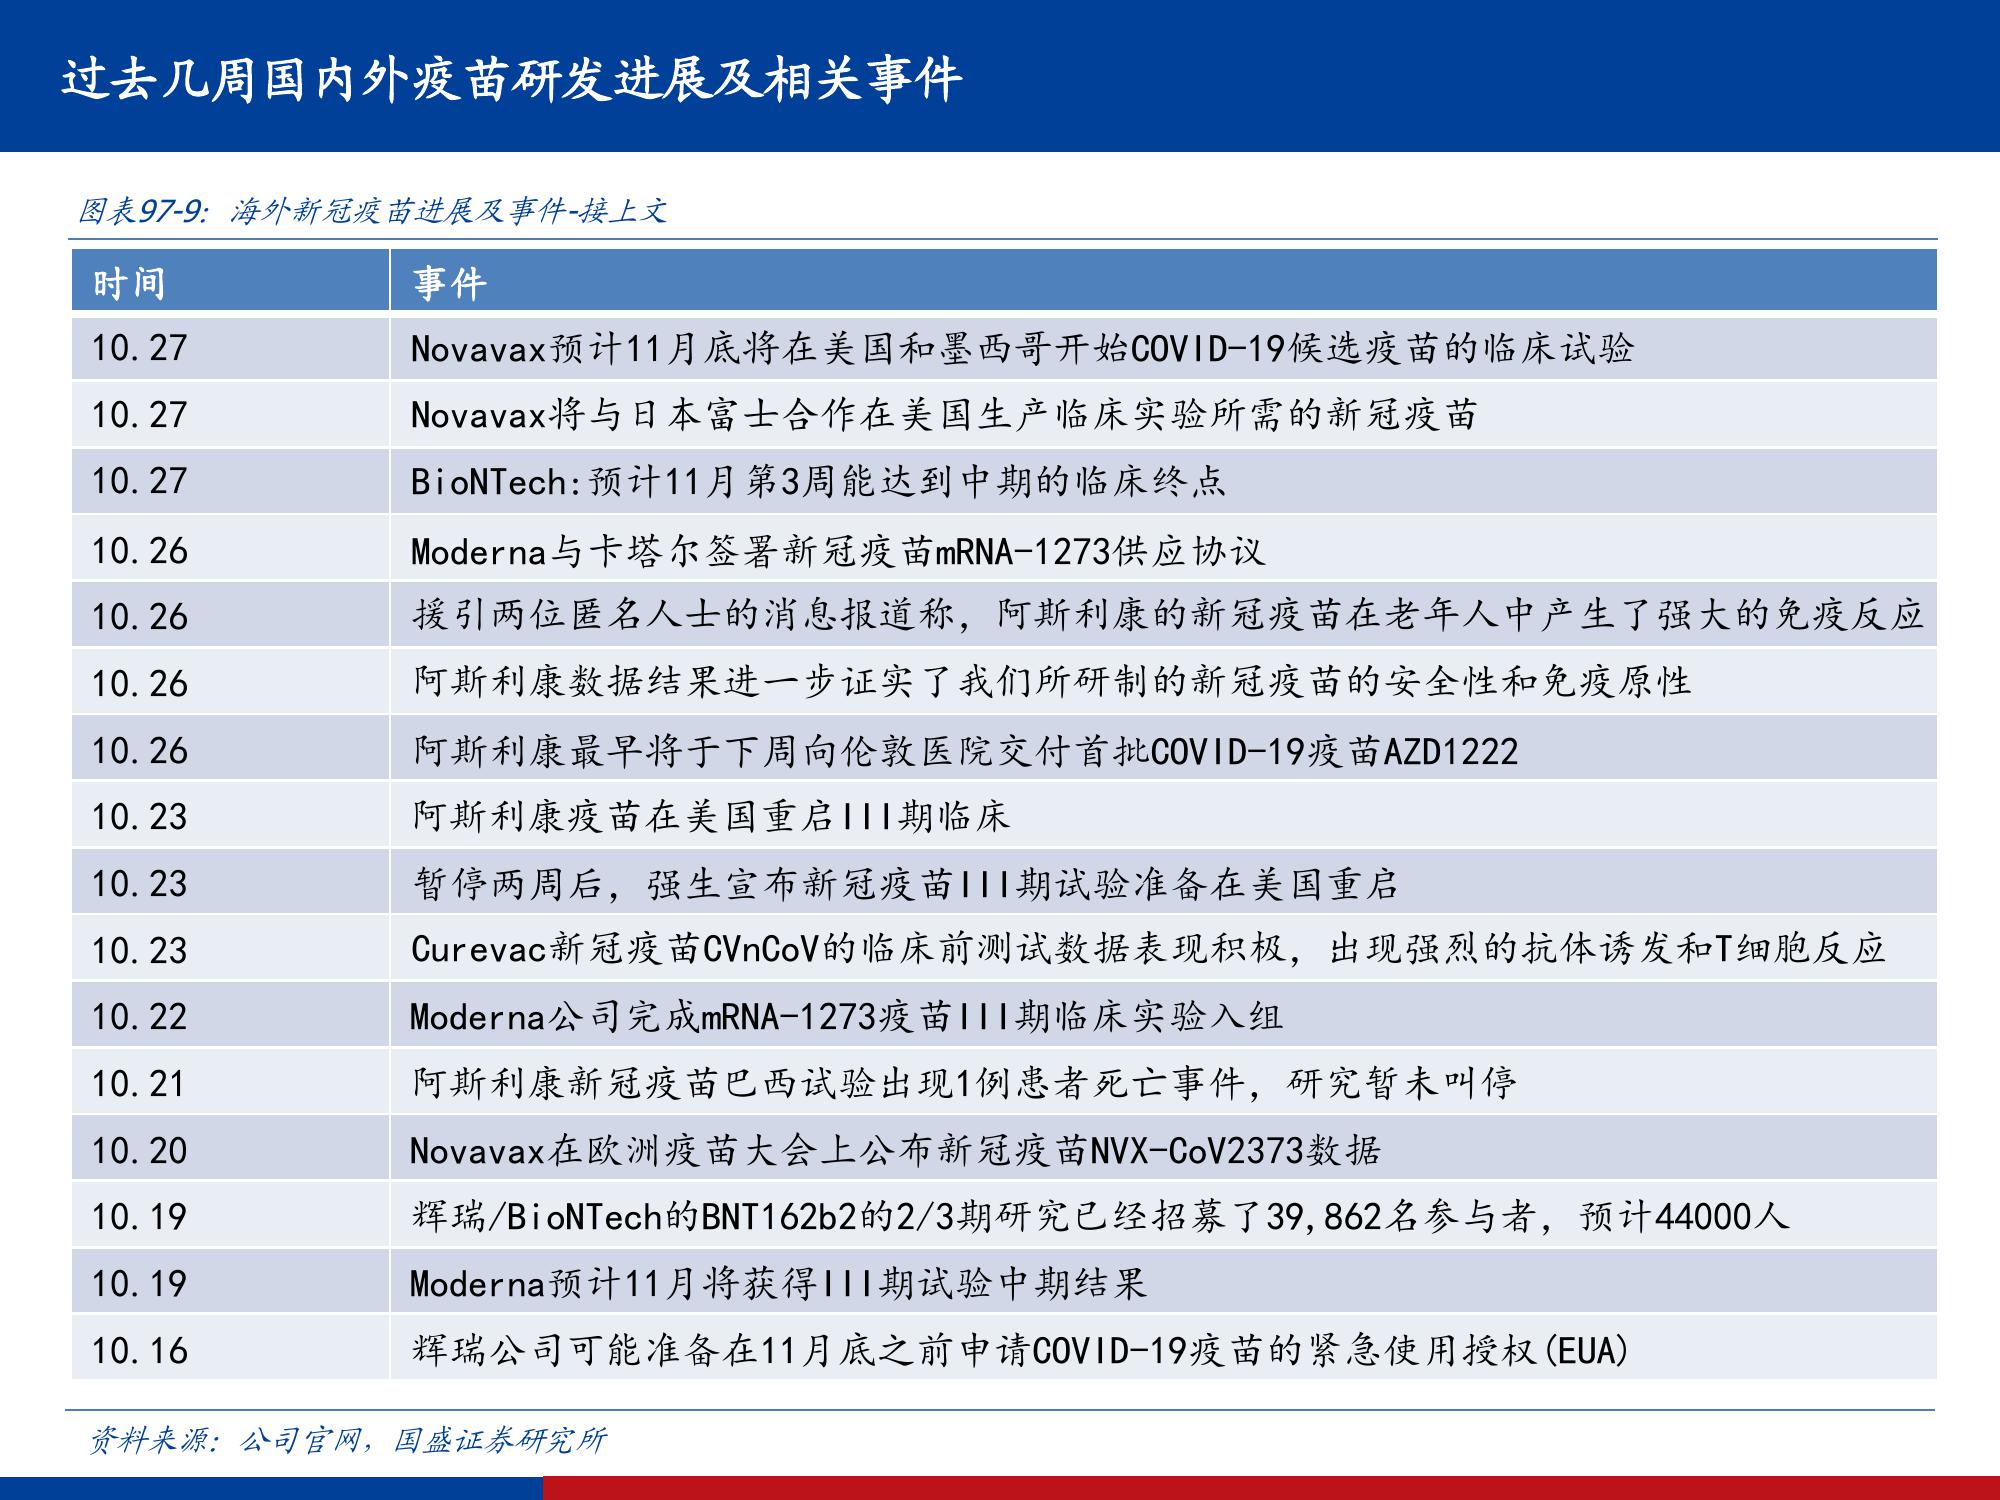 过去几周国内外疫苗研发进展及相关事件
图表97-9：海外新冠疫苗进展及事件-接上文
时间 事件
10.27 Novavax预计11月底将在美国和墨西哥开始COVID-19候选疫苗的临床试验
10.27 Novavax将与日本富士合作在美国生产临床实验所需的新冠疫苗
10.27 BioNTech:预计11月第3周能达到中期的临床终点
10.26 Moderna与卡塔尔签署新冠疫苗mRNA-1273供应协议
10.26 援引两位匿名人士的消息报道称，阿斯利康的新冠疫苗在老年人中产生了强大的免疫反应
10.26 阿斯利康数据结果进一步证实了我们所研制的新冠疫苗的安全性和免疫原性
10.26 阿斯利康最早将于下周向伦敦医院交付首批COVID-19疫苗AZD1222
10.23 阿斯利康疫苗在美国重启III期临床
10.23 暂停两周后，强生宣布新冠疫苗III期试验准备在美国重启
10.23 Curevac新冠疫苗CVnCoV的临床前测试数据表现积极，出现强烈的抗体诱发和T细胞反应
10.22 Moderna公司完成mRNA-1273疫苗III期临床实验入组
10.21 阿斯利康新冠疫苗巴西试验出现1例患者死亡事件，研究暂未叫停
10.20 Novavax在欧洲疫苗大会上公布新冠疫苗NVX-CoV2373数据
10.19 辉瑞/BioNTech的BNT162b2的2/3期研究已经招募了39,862名参与者，预计44000人
10.19 Moderna预计11月将获得III期试验中期结果
10.16 辉瑞公司可能准备在11月底之前申请COVID-19疫苗的紧急使用授权(EUA)
资料来源：公司官网，国盛证券研究所